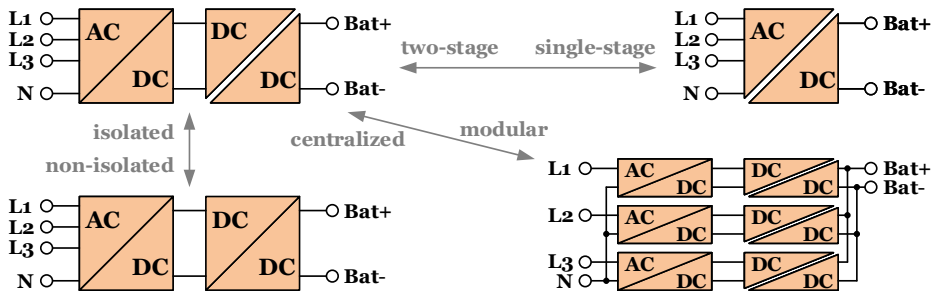 L1 AC DC Bat+
L2
L3
DC DC
N Bat-
two-stage single-stage
L1 AC Bat+
L2
L3
DC
N Bat-
isolated
non-isolated
centralized modular
L1 AC DC Bat+
L2
L3
DC DC
N Bat-
L1 AC DC DC DC Bat+
Bat-
L2 AC DC DC DC
L3 AC DC DC DC
N